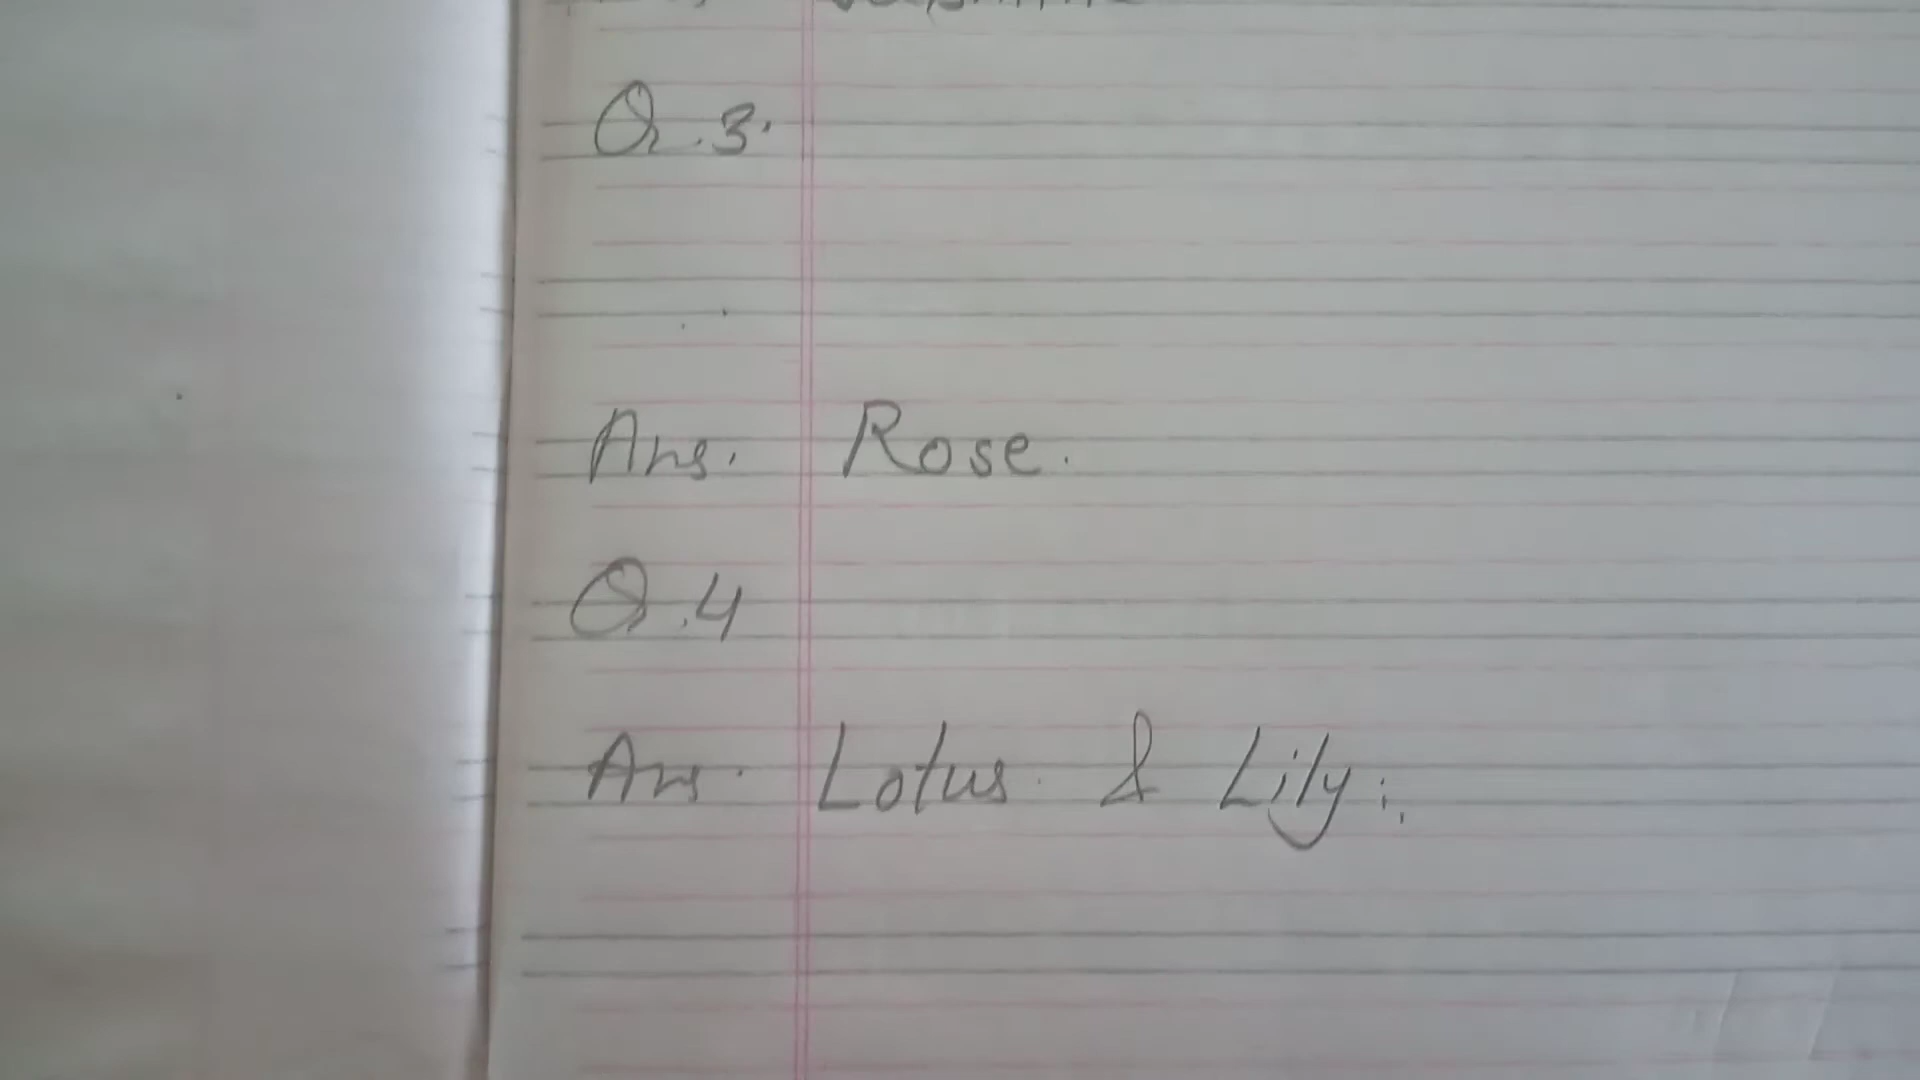 Q.3.
Ans. Rose.
Q.4
Ans. Lotus & Lily.